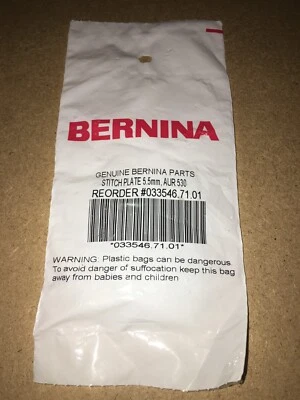 BERNINA
GENUINE BERNINA PARTS
STITCH PLATE 5.5mm, AUR 530
REORDER #033546.71.01
*033546.71.01*
WARNING: Plastic bags can be dangerous.
To avoid danger of suffocation keep this bag
away from babies and children